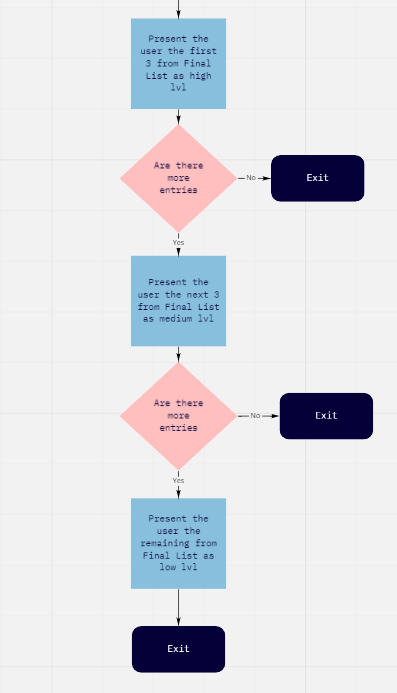 Present the
user the first
3 from Final
List as high
lvl
Are there
more
entries
No
Exit
Yes
Present the
user the next 3
from Final List
as medium lvl
Are there
more
entries
No
Exit
Yes
Present the
user the
remaining from
Final List as
low lvl
Exit